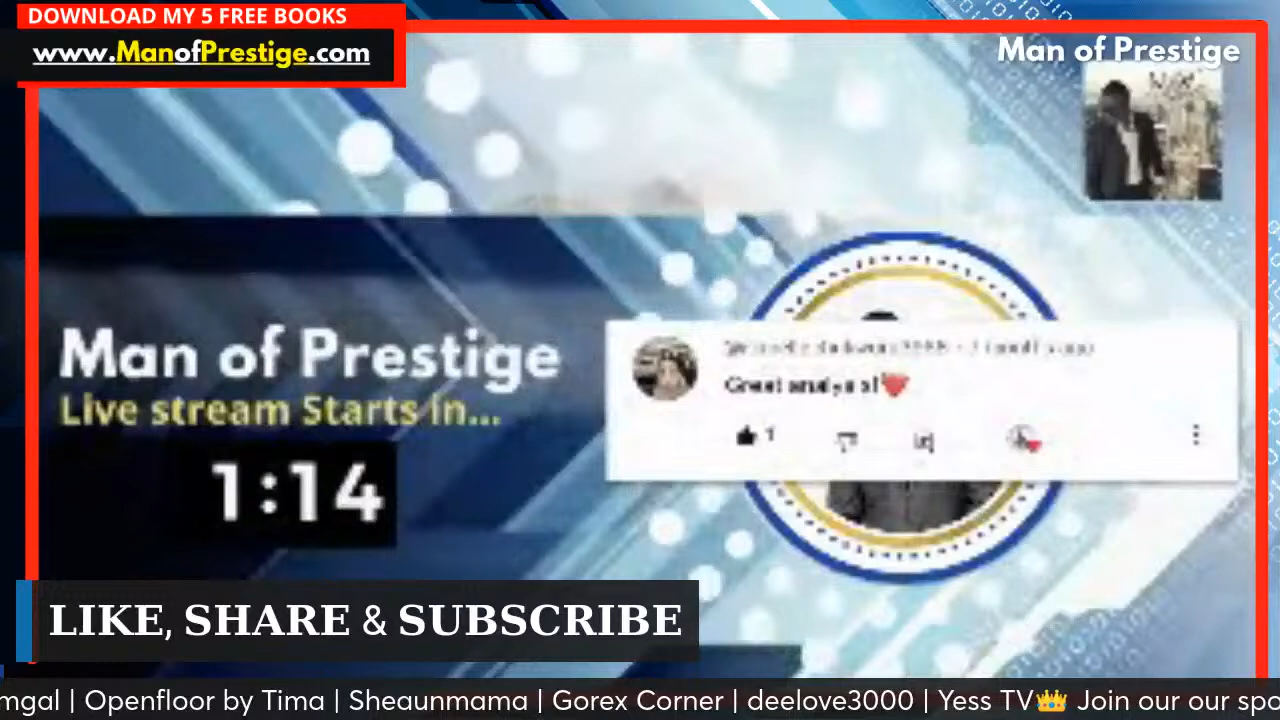 DOWNLOAD MY 5 FREE BOOKS
www.ManofPrestige.com
Man of Prestige
Man of Prestige
Live stream Starts in...
1:14
Great analysis!❤️
1
LIKE, SHARE & SUBSCRIBE
mgal | Openfloor by Tima | Sheaunmama | Gorex Corner | deelove3000 | Yess TV👑 Join our our spo